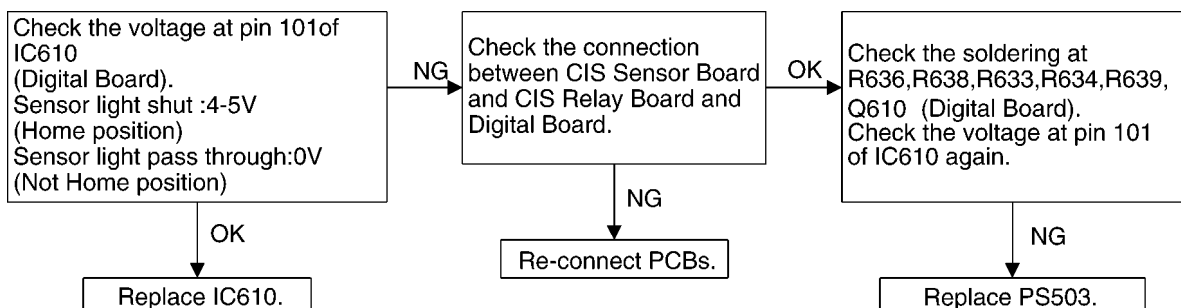 Check the voltage at pin 101of
IC610
(Digital Board).
Sensor light shut :4-5V
(Home position)
Sensor light pass through:0V
(Not Home position)
NG
Check the connection
between CIS Sensor Board
and CIS Relay Board and
Digital Board.
OK
Check the soldering at
R636,R638,R633,R634,R639,
Q610 (Digital Board).
Check the voltage at pin 101
of IC610 again.
OK
Replace IC610.
NG
Re-connect PCBs.
NG
Replace PS503.